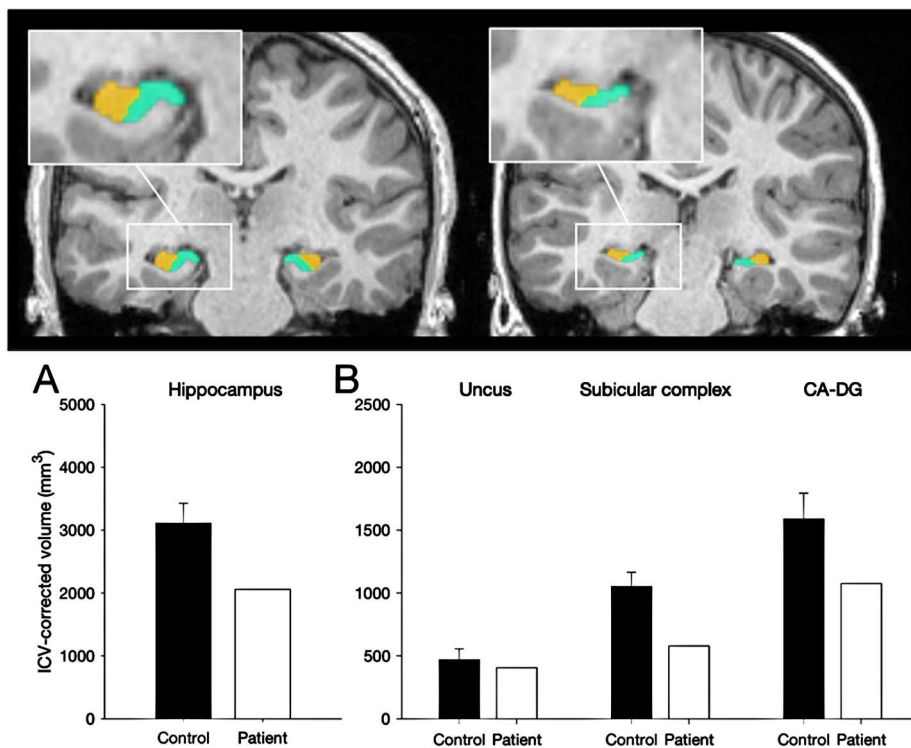 A
Hippocampus
ICV-corrected volume (mm³)
5000
4000
3000
2000
1000
0
Control Patient
B
Uncus Subicular complex CA-DG
2500
2000
1500
1000
500
0
Control Patient Control Patient Control Patient